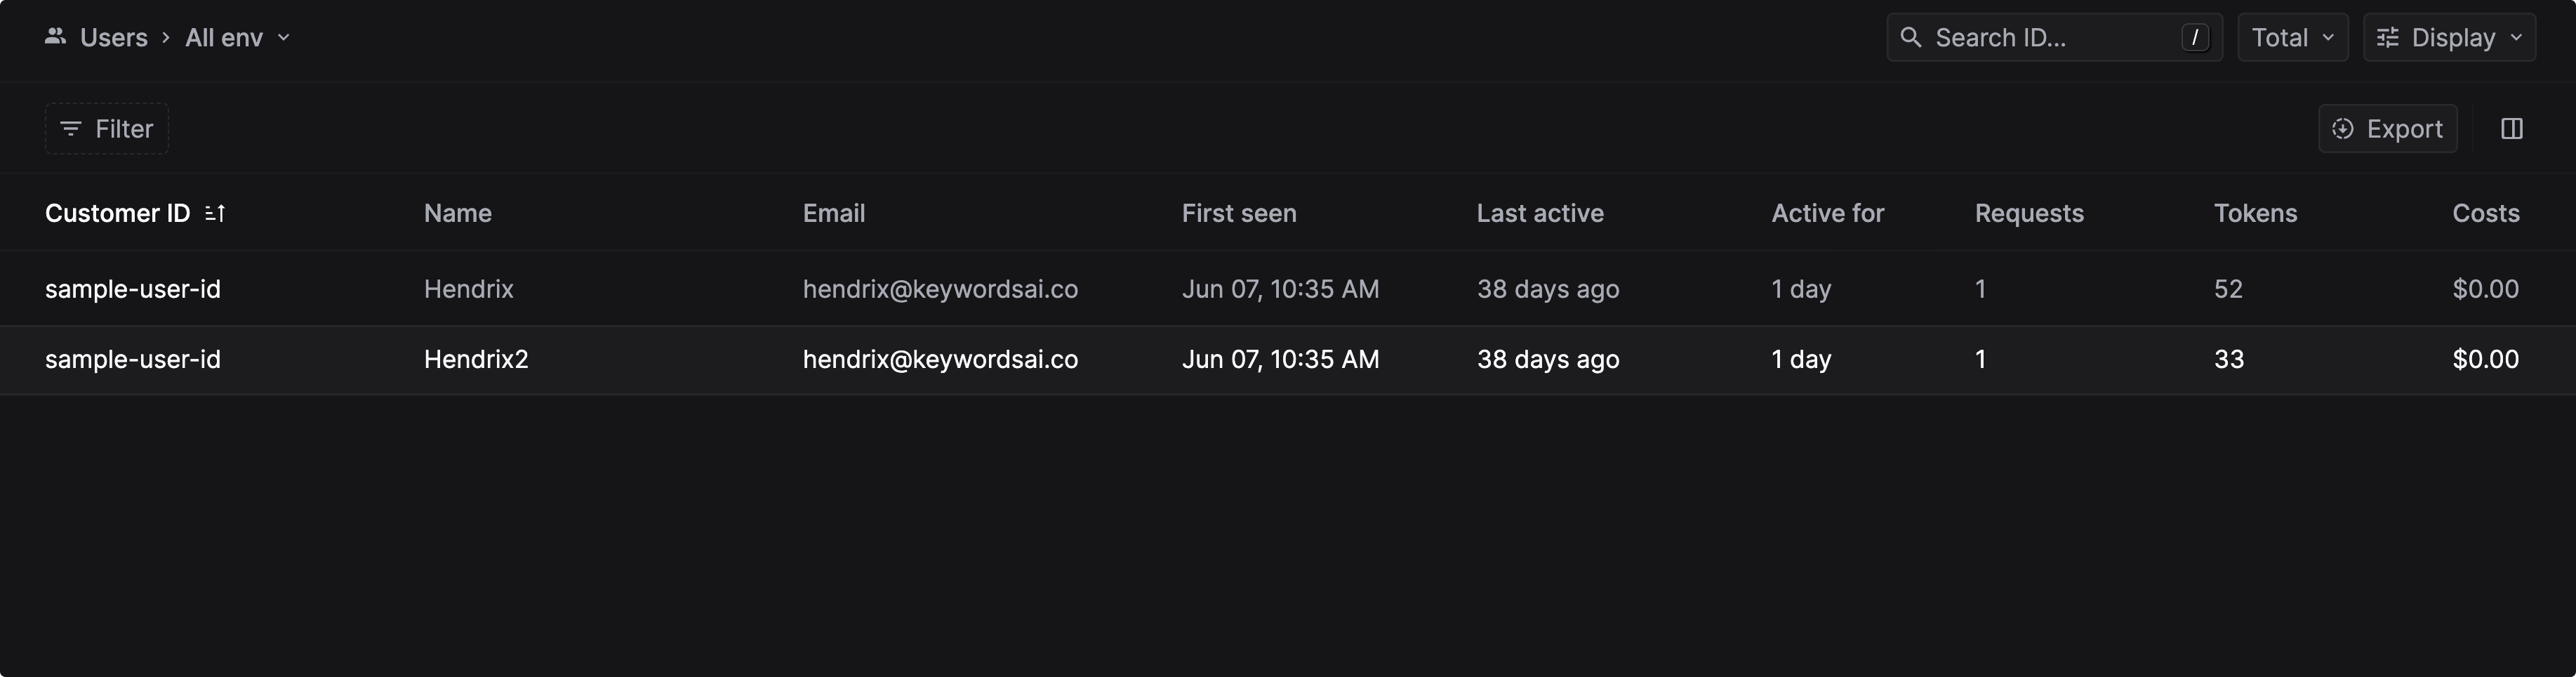 Users > All env
Search ID... /
Total
Display
Filter
Export
Customer ID Name Email First seen Last active Active for Requests Tokens Costs
sample-user-id Hendrix hendrix@keywordsai.co Jun 07, 10:35 AM 38 days ago 1 day 1 52 $0.00
sample-user-id Hendrix2 hendrix@keywordsai.co Jun 07, 10:35 AM 38 days ago 1 day 1 33 $0.00